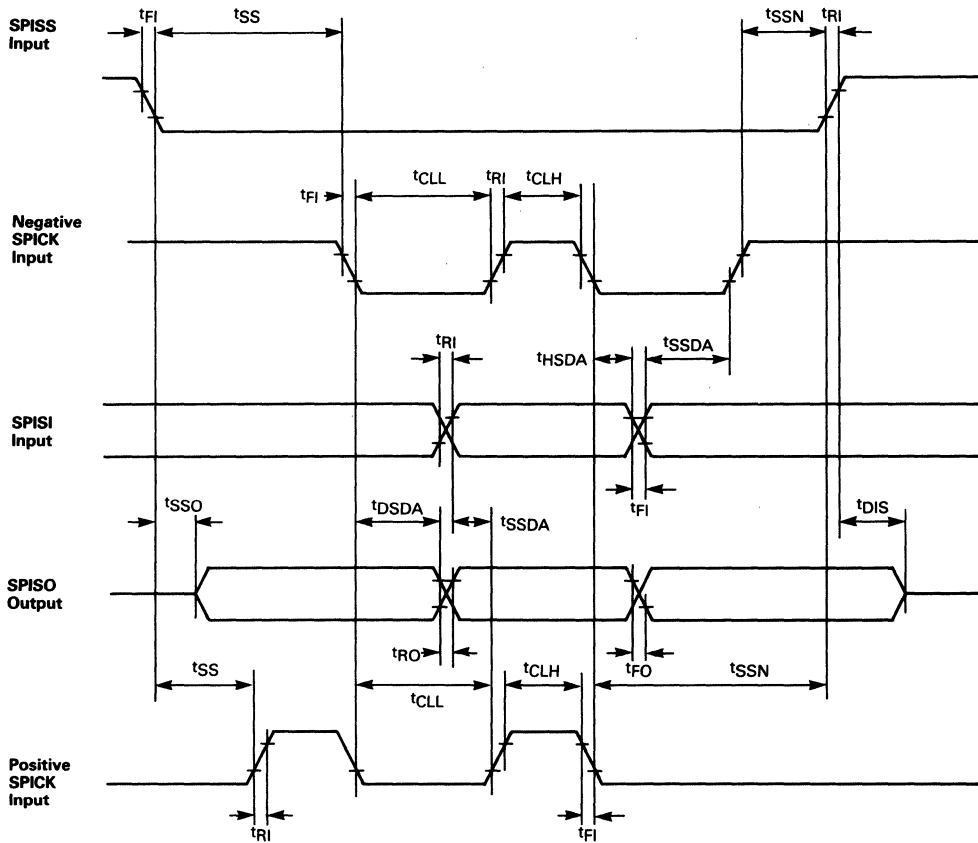 SPISS
Input
tFI
tSS
tSSN
tRI
Negative
SPICK
Input
tFI
tCLL
tRI
tCLH
tRI
tHSDA
tSSDA
SPISI
Input
tFI
tSSO
tDSDA
tSSDA
tDIS
SPISO
Output
tSS
tRO
tCLL
tCLH
tFO
tSSN
Positive
SPICK
Input
tRI
tFI